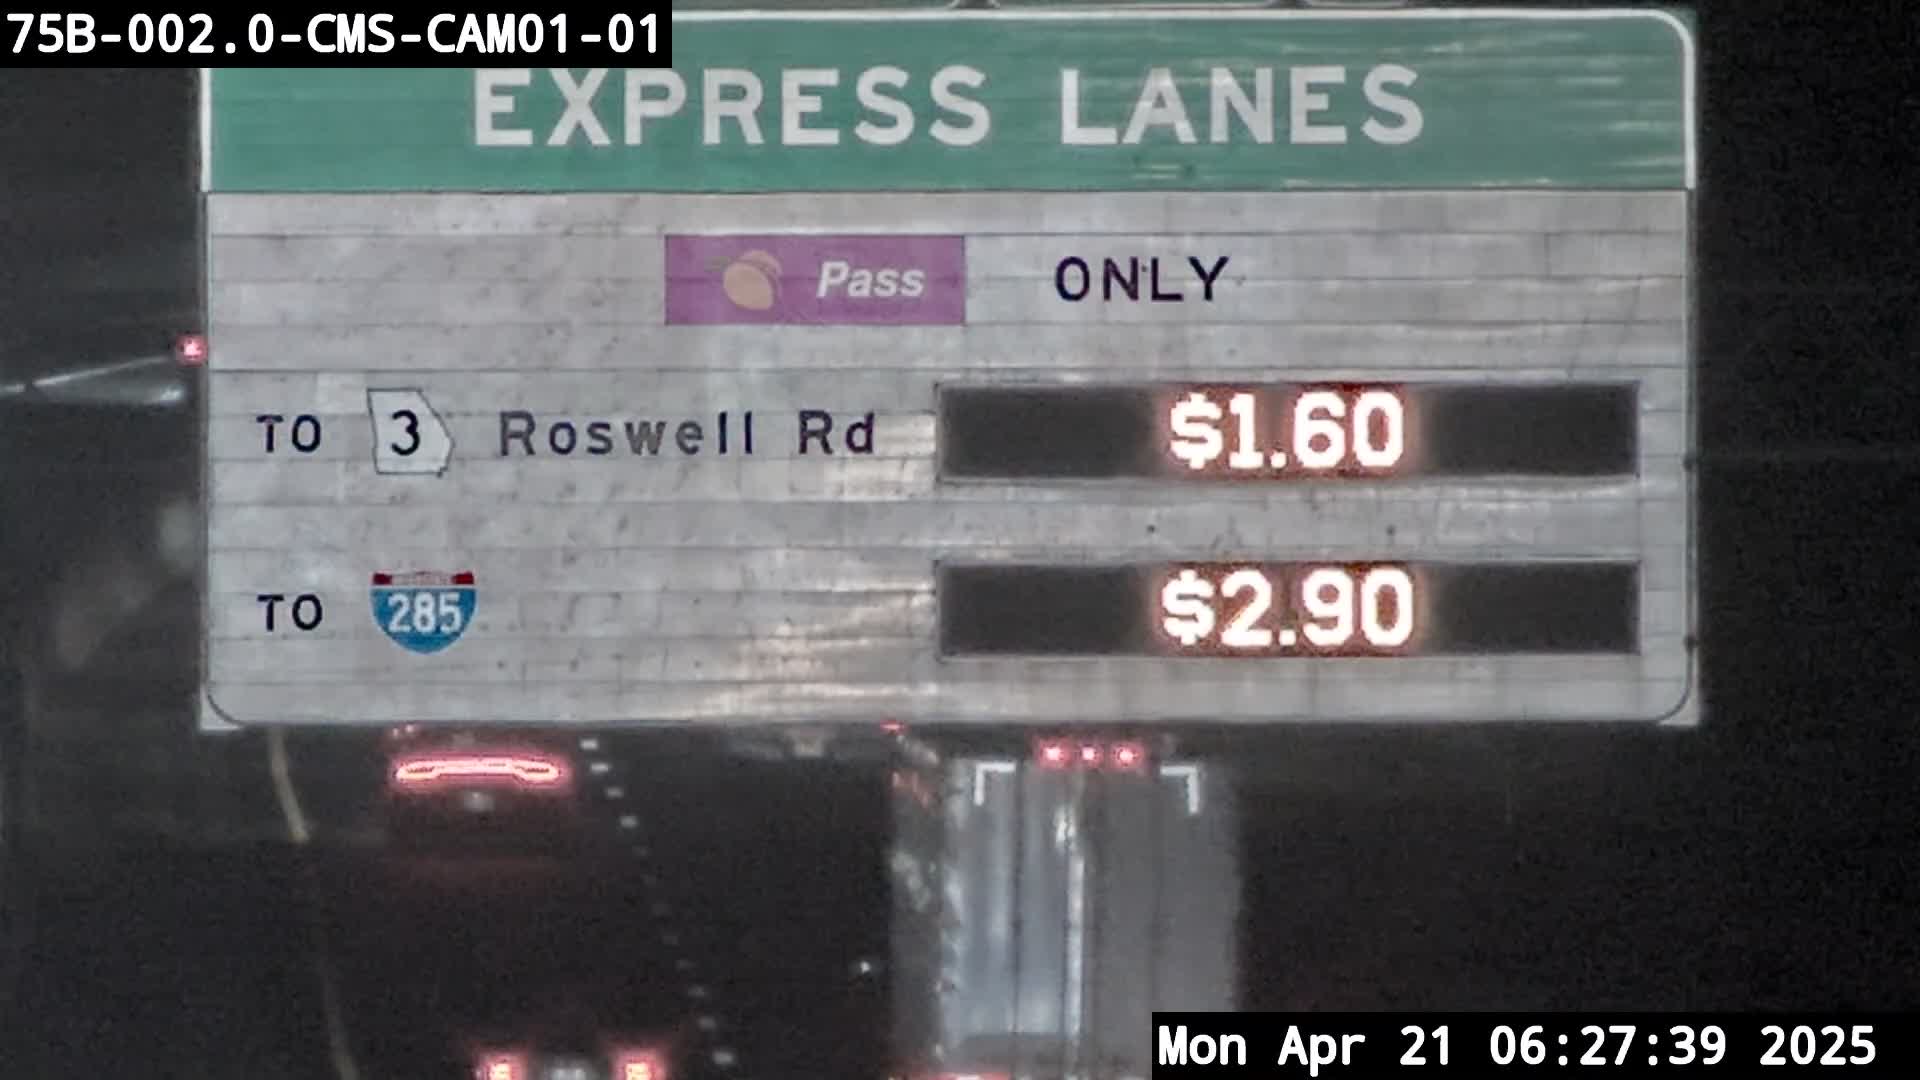 75B-002.0-CMS-CAM01-01
EXPRESS LANES
Pass ONLY
TO 3 Roswell Rd $1.60
TO 285 $2.90
Mon Apr 21 06:27:39 2025